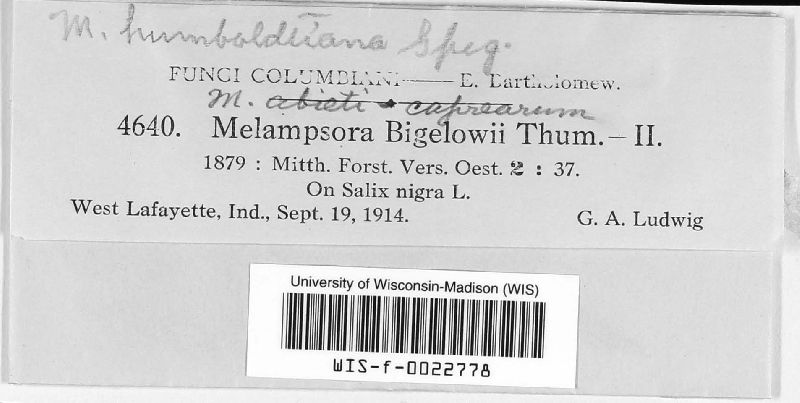 M. humboldtiana Speg.
FUNGI COLUMBIANI — E. Bartholomew.
M. abieti-caprearum
4640. Melampsora Bigelowii Thum. – II.
1879 : Mitth. Forst. Vers. Oest. 2 : 37.
On Salix nigra L.
West Lafayette, Ind., Sept. 19, 1914. G. A. Ludwig
University of Wisconsin-Madison (WIS)
WIS-f-0022778